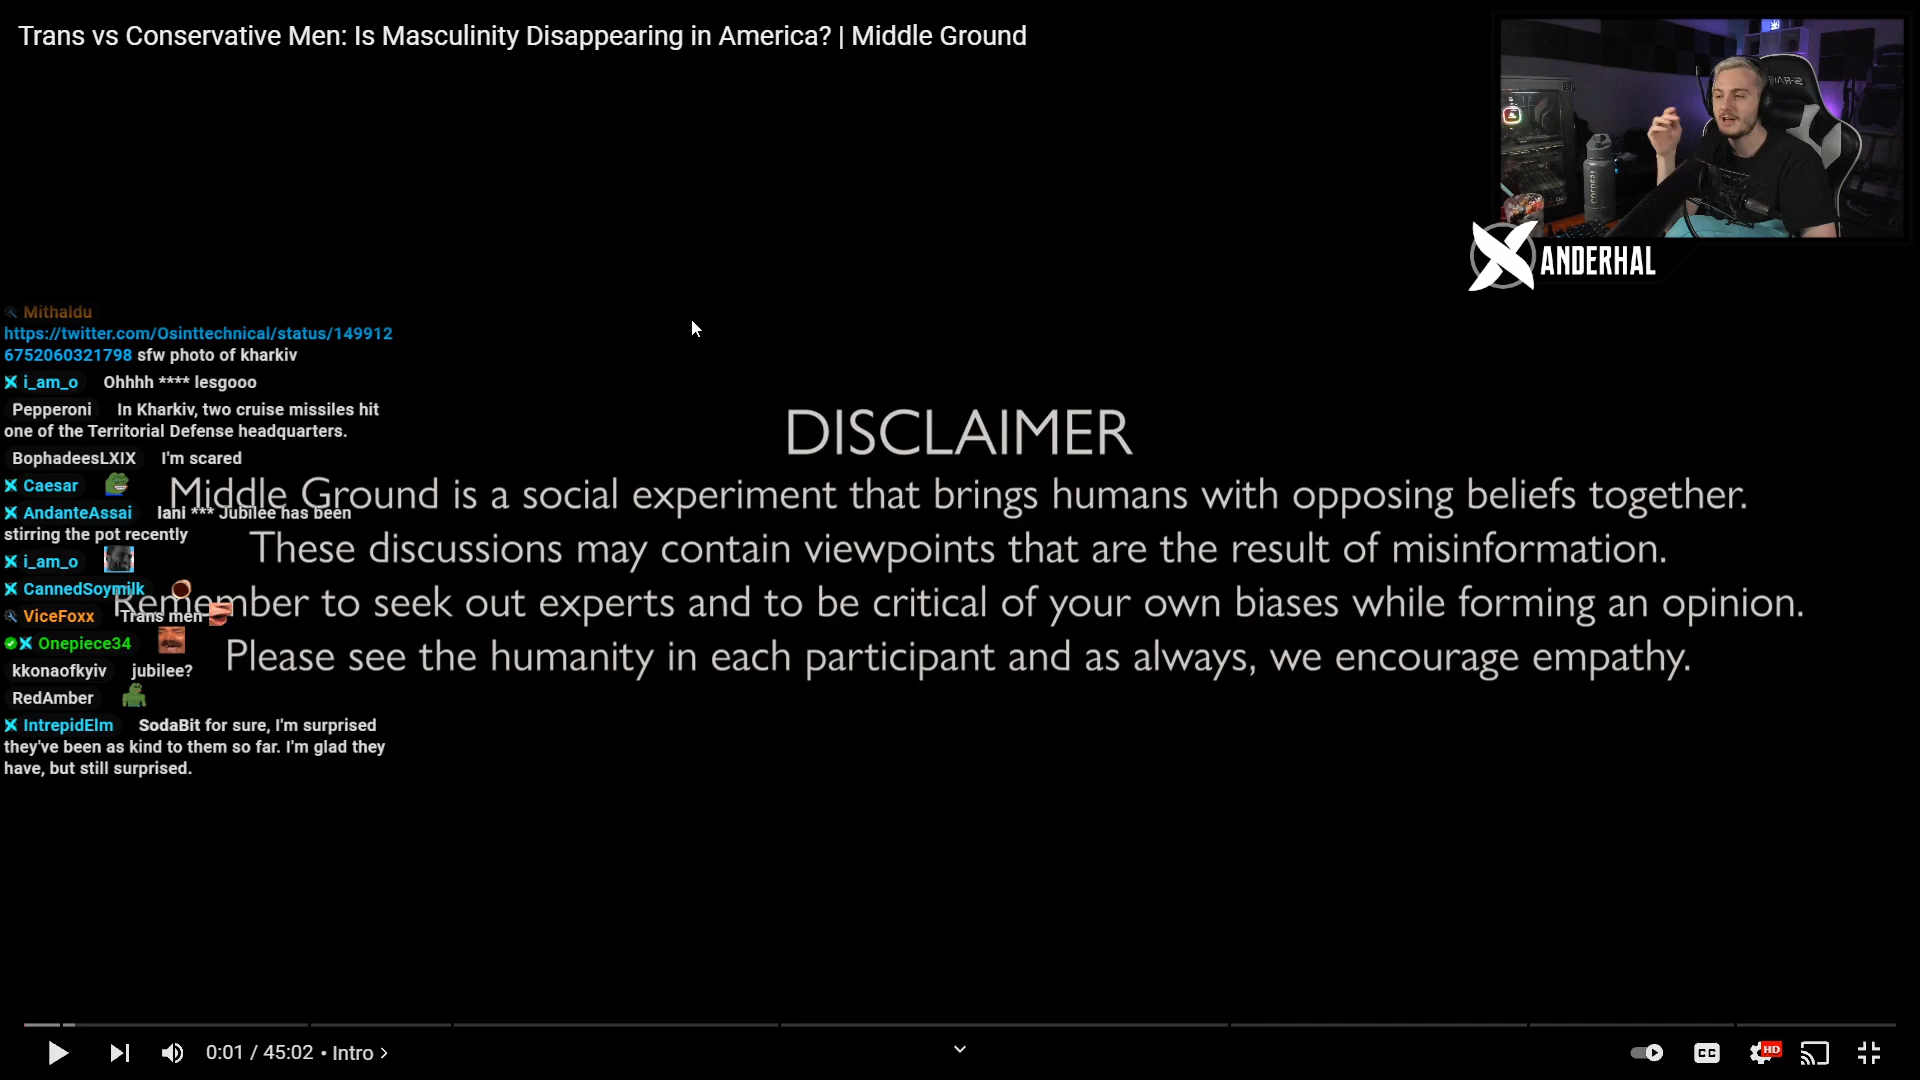 Trans vs Conservative Men: Is Masculinity Disappearing in America? | Middle Ground
ANDERHAL
Mithaldu
https://twitter.com/Osinttechnical/status/149912
6752060321798 sfw photo of kharkiv
i_am_o Ohhhh **** lesgooo
Pepperoni In Kharkiv, two cruise missiles hit
one of the Territorial Defense headquarters.
BophadeesLXIX I'm scared
Caesar
AndanteAssai Iahi *** Jubilee has been
stirring the pot recently
i_am_o
CannedSoymilk
ViceFoxx Trans men
Onepiece34
kkonaofkyiv jubilee?
RedAmber
IntrepidElm SodaBit for sure, I'm surprised
they've been as kind to them so far. I'm glad they
have, but still surprised.
DISCLAIMER
Middle Ground is a social experiment that brings humans with opposing beliefs together.
These discussions may contain viewpoints that are the result of misinformation.
Remember to seek out experts and to be critical of your own biases while forming an opinion.
Please see the humanity in each participant and as always, we encourage empathy.
0:01 / 45:02 • Intro >
CC
HD